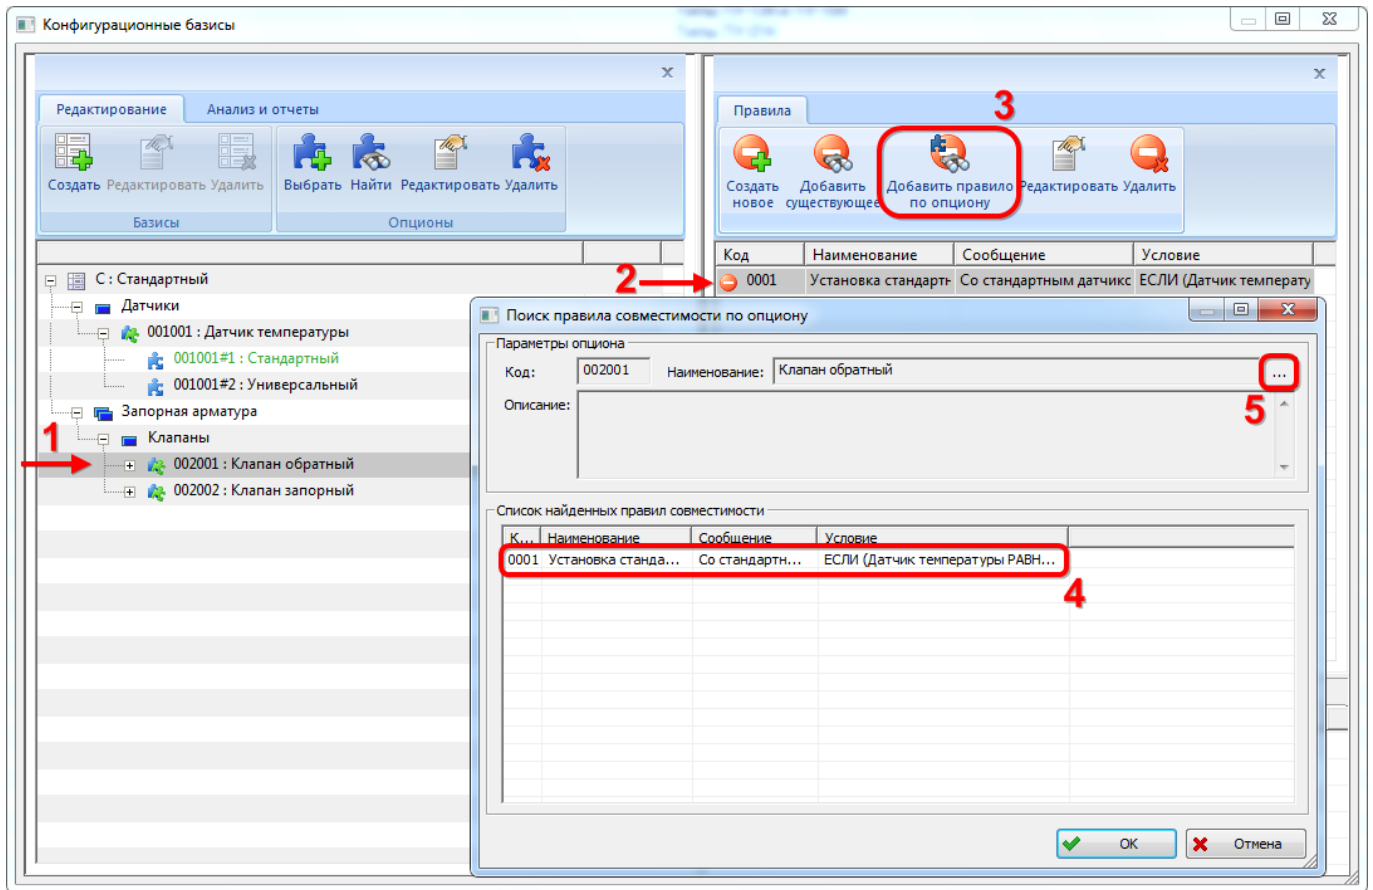 Конфигурационные базисы
Редактирование Анализ и отчеты
Создать Редактировать Удалить Выбрать Найти Редактировать Удалить
Базисы Опционы
С : Стандартный
Датчики
001001 : Датчик температуры
001001#1 : Стандартный
001001#2 : Универсальный
Запорная арматура
1
Клапаны
002001 : Клапан обратный
002002 : Клапан запорный
Правила
3
Создать новое
Добавить существующее
Добавить правило по опциону
Редактировать
Удалить
Код Наименование Сообщение Условие
2
0001 Установка стандартн Со стандартным датчикс ЕСЛИ (Датчик температу
Поиск правила совместимости по опциону
Параметры опциона
Код: 002001 Наименование: Клапан обратный ...
Описание:
5
Список найденных правил совместимости
К... Наименование Сообщение Условие
0001 Установка станда... Со стандартн... ЕСЛИ (Датчик температуры РАВН...
4
ОК Отмена